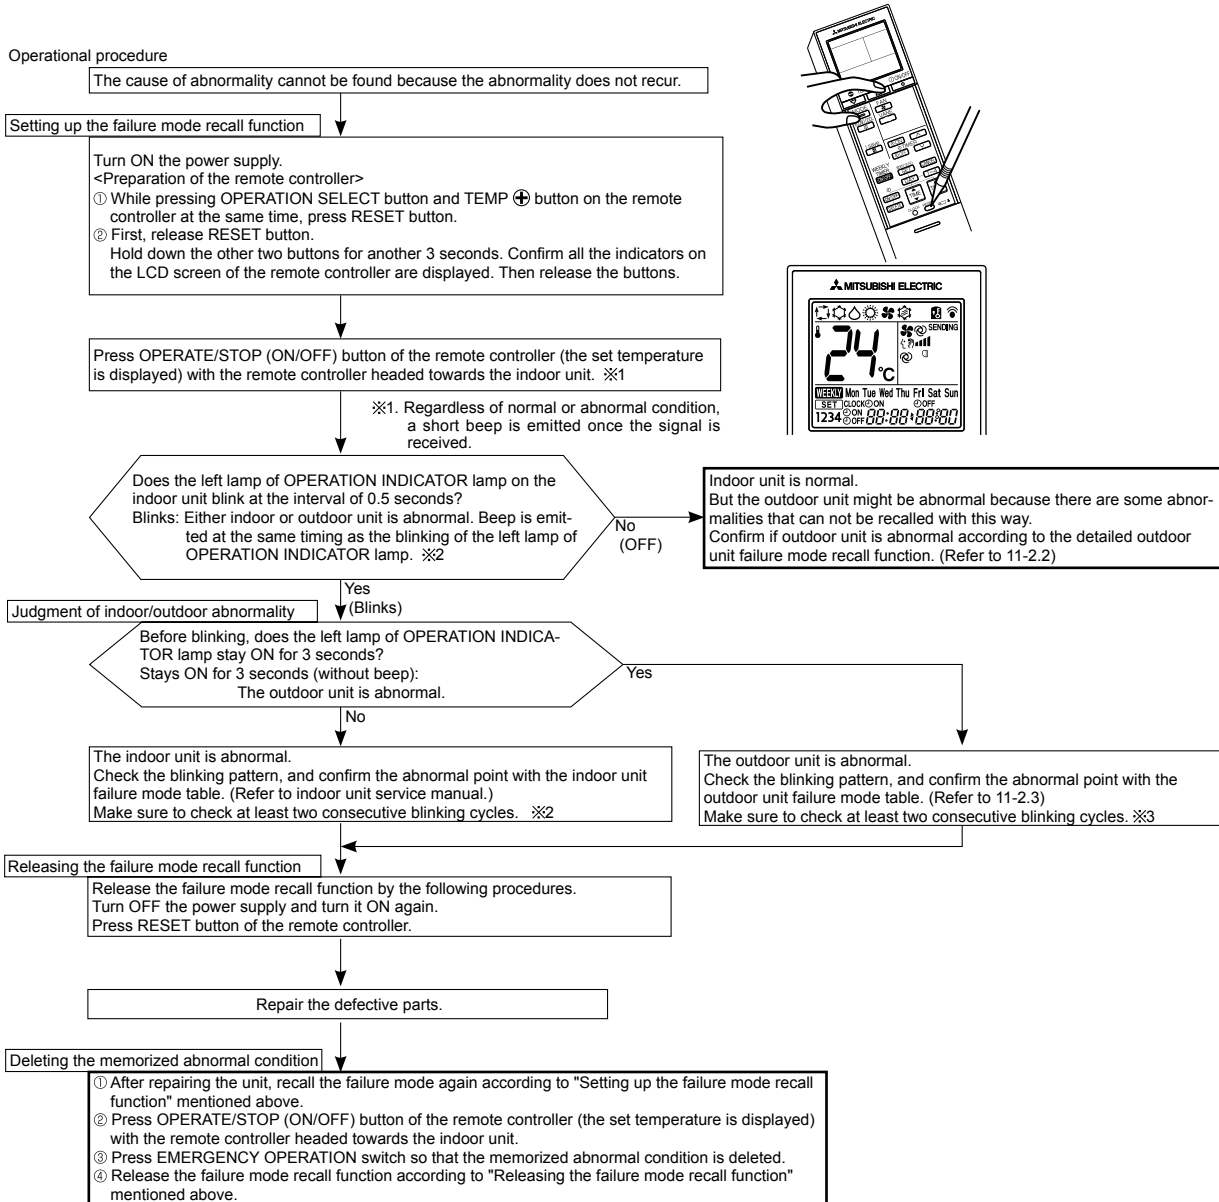 Operational procedure
The cause of abnormality cannot be found because the abnormality does not recur.
Setting up the failure mode recall function
Turn ON the power supply.
<Preparation of the remote controller>
① While pressing OPERATION SELECT button and TEMP ⊕ button on the remote
controller at the same time, press RESET button.
② First, release RESET button.
Hold down the other two buttons for another 3 seconds. Confirm all the indicators on
the LCD screen of the remote controller are displayed. Then release the buttons.
MITSUBISHI ELECTRIC
MITSUBISHI ELECTRIC
SENDING
24 °C
WEEKLY Mon Tue Wed Thu Fri Sat Sun
SET CLOCK ON OFF
1234 ON OFF 88:88 88:88
Press OPERATE/STOP (ON/OFF) button of the remote controller (the set temperature
is displayed) with the remote controller headed towards the indoor unit. ※1
※1. Regardless of normal or abnormal condition,
a short beep is emitted once the signal is
received.
Does the left lamp of OPERATION INDICATOR lamp on the
indoor unit blink at the interval of 0.5 seconds?
Blinks: Either indoor or outdoor unit is abnormal. Beep is emit-
ted at the same timing as the blinking of the left lamp of
OPERATION INDICATOR lamp. ※2
No
(OFF)
Indoor unit is normal.
But the outdoor unit might be abnormal because there are some abnor-
malities that can not be recalled with this way.
Confirm if outdoor unit is abnormal according to the detailed outdoor
unit failure mode recall function. (Refer to 11-2.2)
Yes
(Blinks)
Judgment of indoor/outdoor abnormality
Before blinking, does the left lamp of OPERATION INDICA-
TOR lamp stay ON for 3 seconds?
Stays ON for 3 seconds (without beep):
The outdoor unit is abnormal.
Yes
No
The indoor unit is abnormal.
Check the blinking pattern, and confirm the abnormal point with the indoor unit
failure mode table. (Refer to indoor unit service manual.)
Make sure to check at least two consecutive blinking cycles. ※2
The outdoor unit is abnormal.
Check the blinking pattern, and confirm the abnormal point with the
outdoor unit failure mode table. (Refer to 11-2.3)
Make sure to check at least two consecutive blinking cycles. ※3
Releasing the failure mode recall function
Release the failure mode recall function by the following procedures.
Turn OFF the power supply and turn it ON again.
Press RESET button of the remote controller.
Repair the defective parts.
Deleting the memorized abnormal condition
① After repairing the unit, recall the failure mode again according to "Setting up the failure mode recall
function" mentioned above.
② Press OPERATE/STOP (ON/OFF) button of the remote controller (the set temperature is displayed)
with the remote controller headed towards the indoor unit.
③ Press EMERGENCY OPERATION switch so that the memorized abnormal condition is deleted.
④ Release the failure mode recall function according to "Releasing the failure mode recall function"
mentioned above.